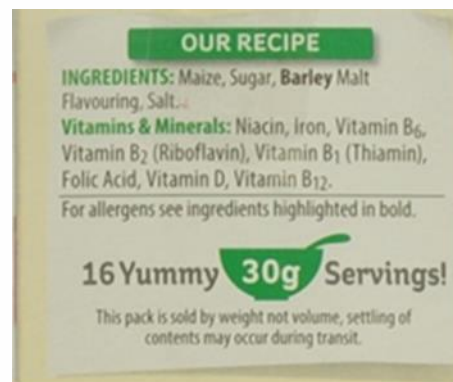 OUR RECIPE
INGREDIENTS: Maize, Sugar, Barley Malt
Flavouring, Salt.
Vitamins & Minerals: Niacin, Iron, Vitamin B6,
Vitamin B2 (Riboflavin), Vitamin B1 (Thiamin),
Folic Acid, Vitamin D, Vitamin B12.
For allergens see ingredients highlighted in bold.
16 Yummy 30g Servings!
This pack is sold by weight not volume, settling of
contents may occur during transit.